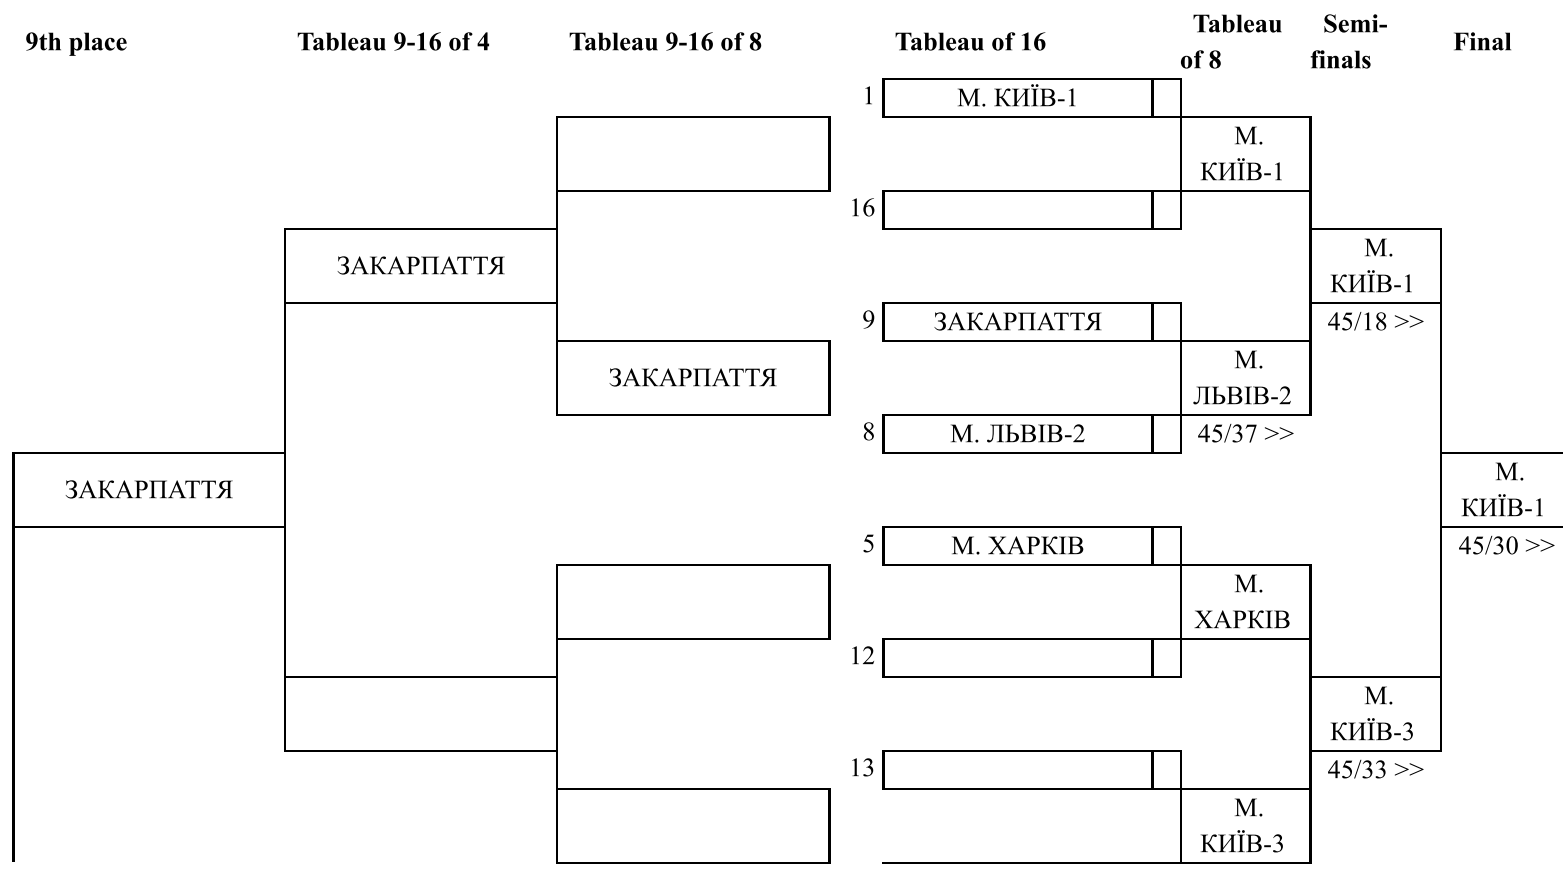 9th place
Tableau 9-16 of 4
Tableau 9-16 of 8
Tableau of 16
Tableau
of 8
Semi-
finals
Final
1
М. КИЇВ-1
М.
КИЇВ-1
16
ЗАКАРПАТТЯ
М.
КИЇВ-1
9
ЗАКАРПАТТЯ
45/18 >>
ЗАКАРПАТТЯ
М.
ЛЬВІВ-2
8
М. ЛЬВІВ-2
45/37 >>
ЗАКАРПАТТЯ
М.
КИЇВ-1
5
М. ХАРКІВ
45/30 >>
М.
ХАРКІВ
12
М.
КИЇВ-3
13
45/33 >>
М.
КИЇВ-3